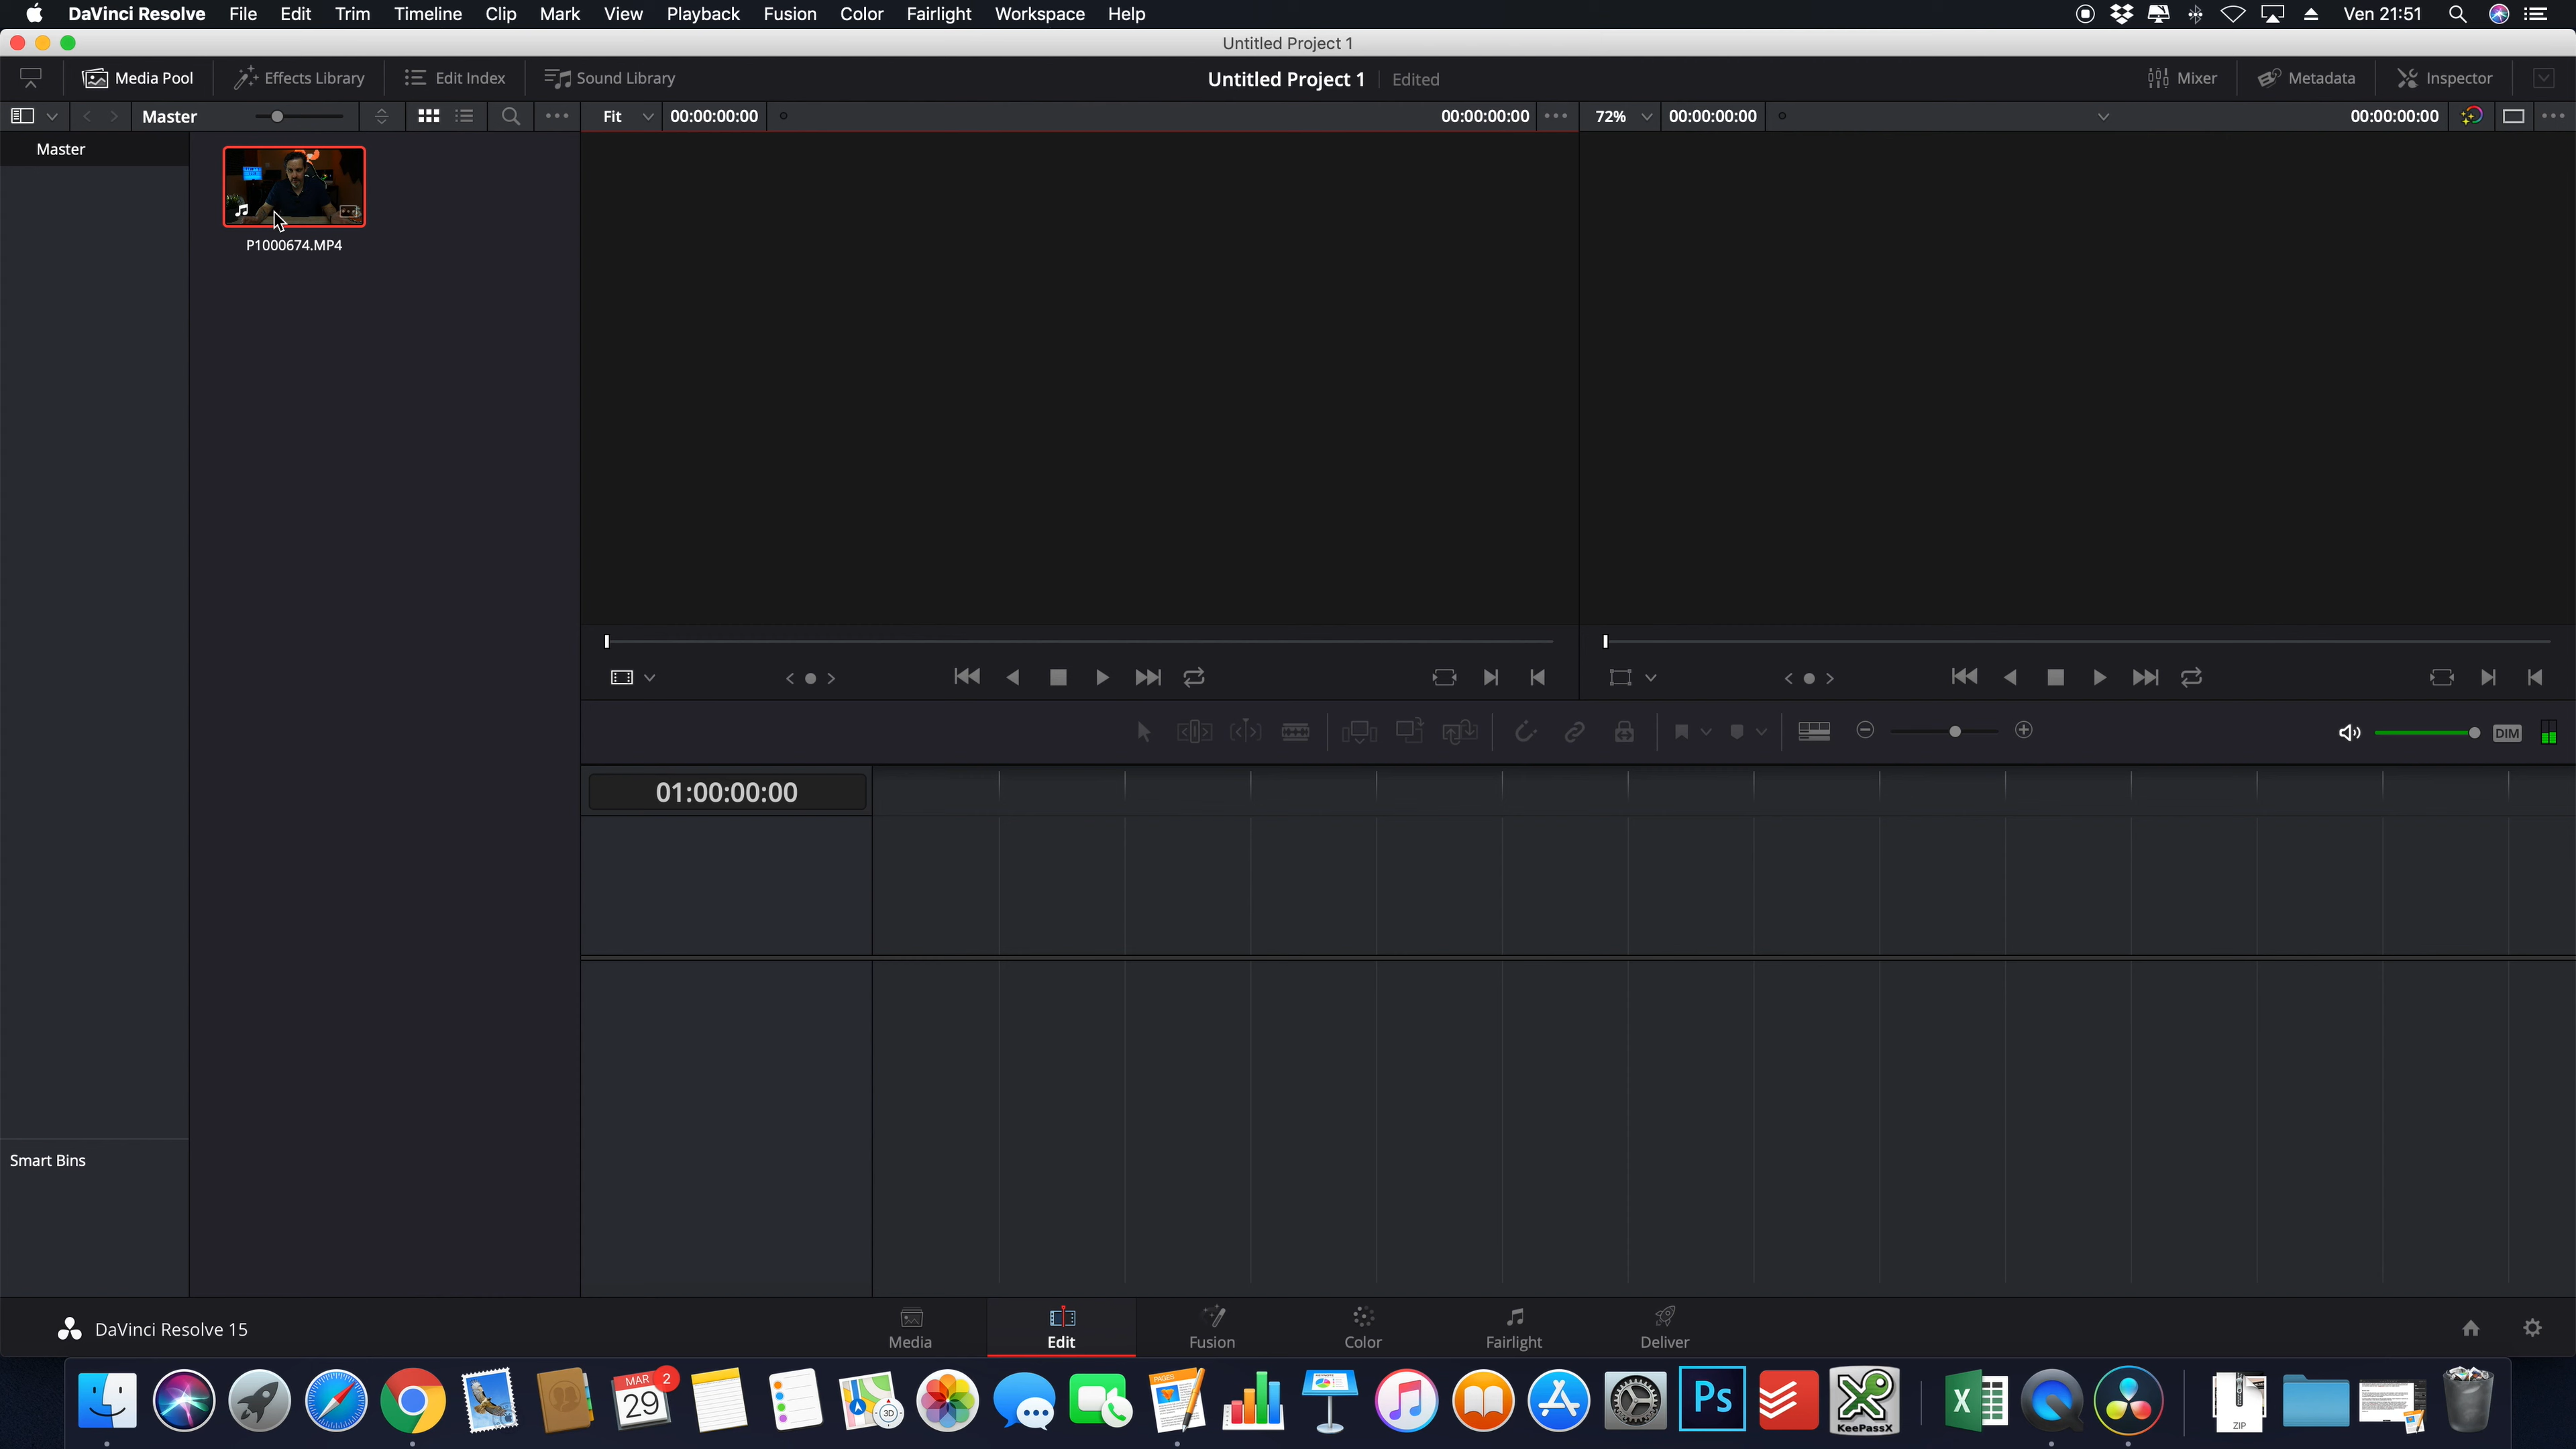 DaVinci Resolve File Edit Trim Timeline Clip Mark View Playback Fusion Color Fairlight Workspace Help Ven 21:51
Untitled Project 1
Media Pool Effects Library Edit Index Sound Library Untitled Project 1 Edited Mixer Metadata Inspector
Master Fit 00:00:00:00 00:00:00:00 72% 00:00:00:00 00:00:00:00
Master
P1000674.MP4
DIM
01:00:00:00
Smart Bins
DaVinci Resolve 15 Media Edit Fusion Color Fairlight Deliver
MAR 2
29
3D
PAGES
Ps
KeePassX
X
ZIP